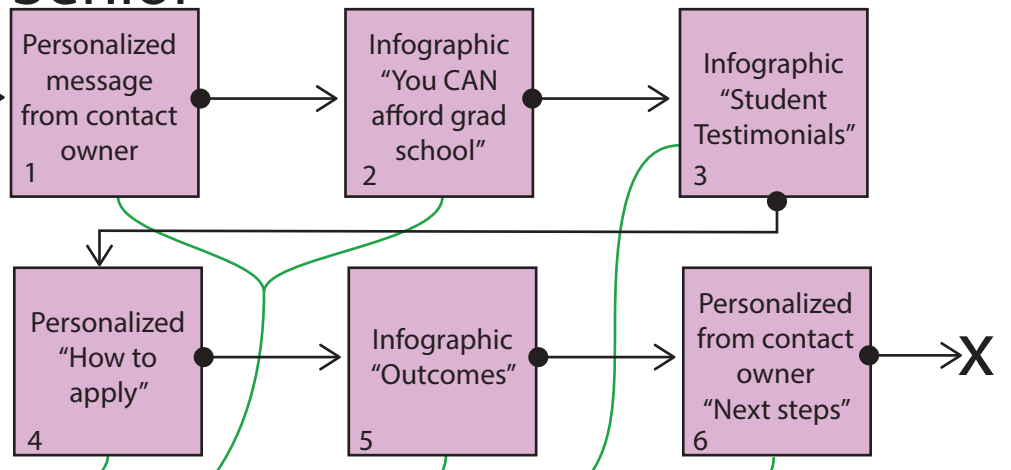 Senior
Personalized
message
from contact
owner
1
Infographic
“You CAN
afford grad
school”
2
Infographic
“Student
Testimonials”
3
Personalized
“How to
apply”
4
Infographic
“Outcomes”
5
Personalized
from contact
owner
“Next steps”
6
X